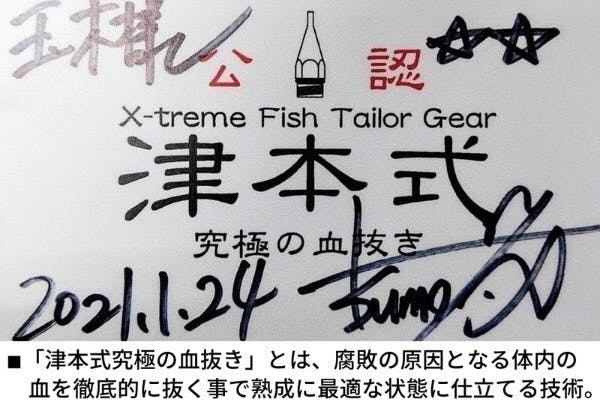 公認
X-treme Fish Tailor Gear
津本式
究極の血抜き
2021.1.24
■「津本式究極の血抜き」とは、腐敗の原因となる体内の
血を徹底的に抜く事で熟成に最適な状態に仕立てる技術。